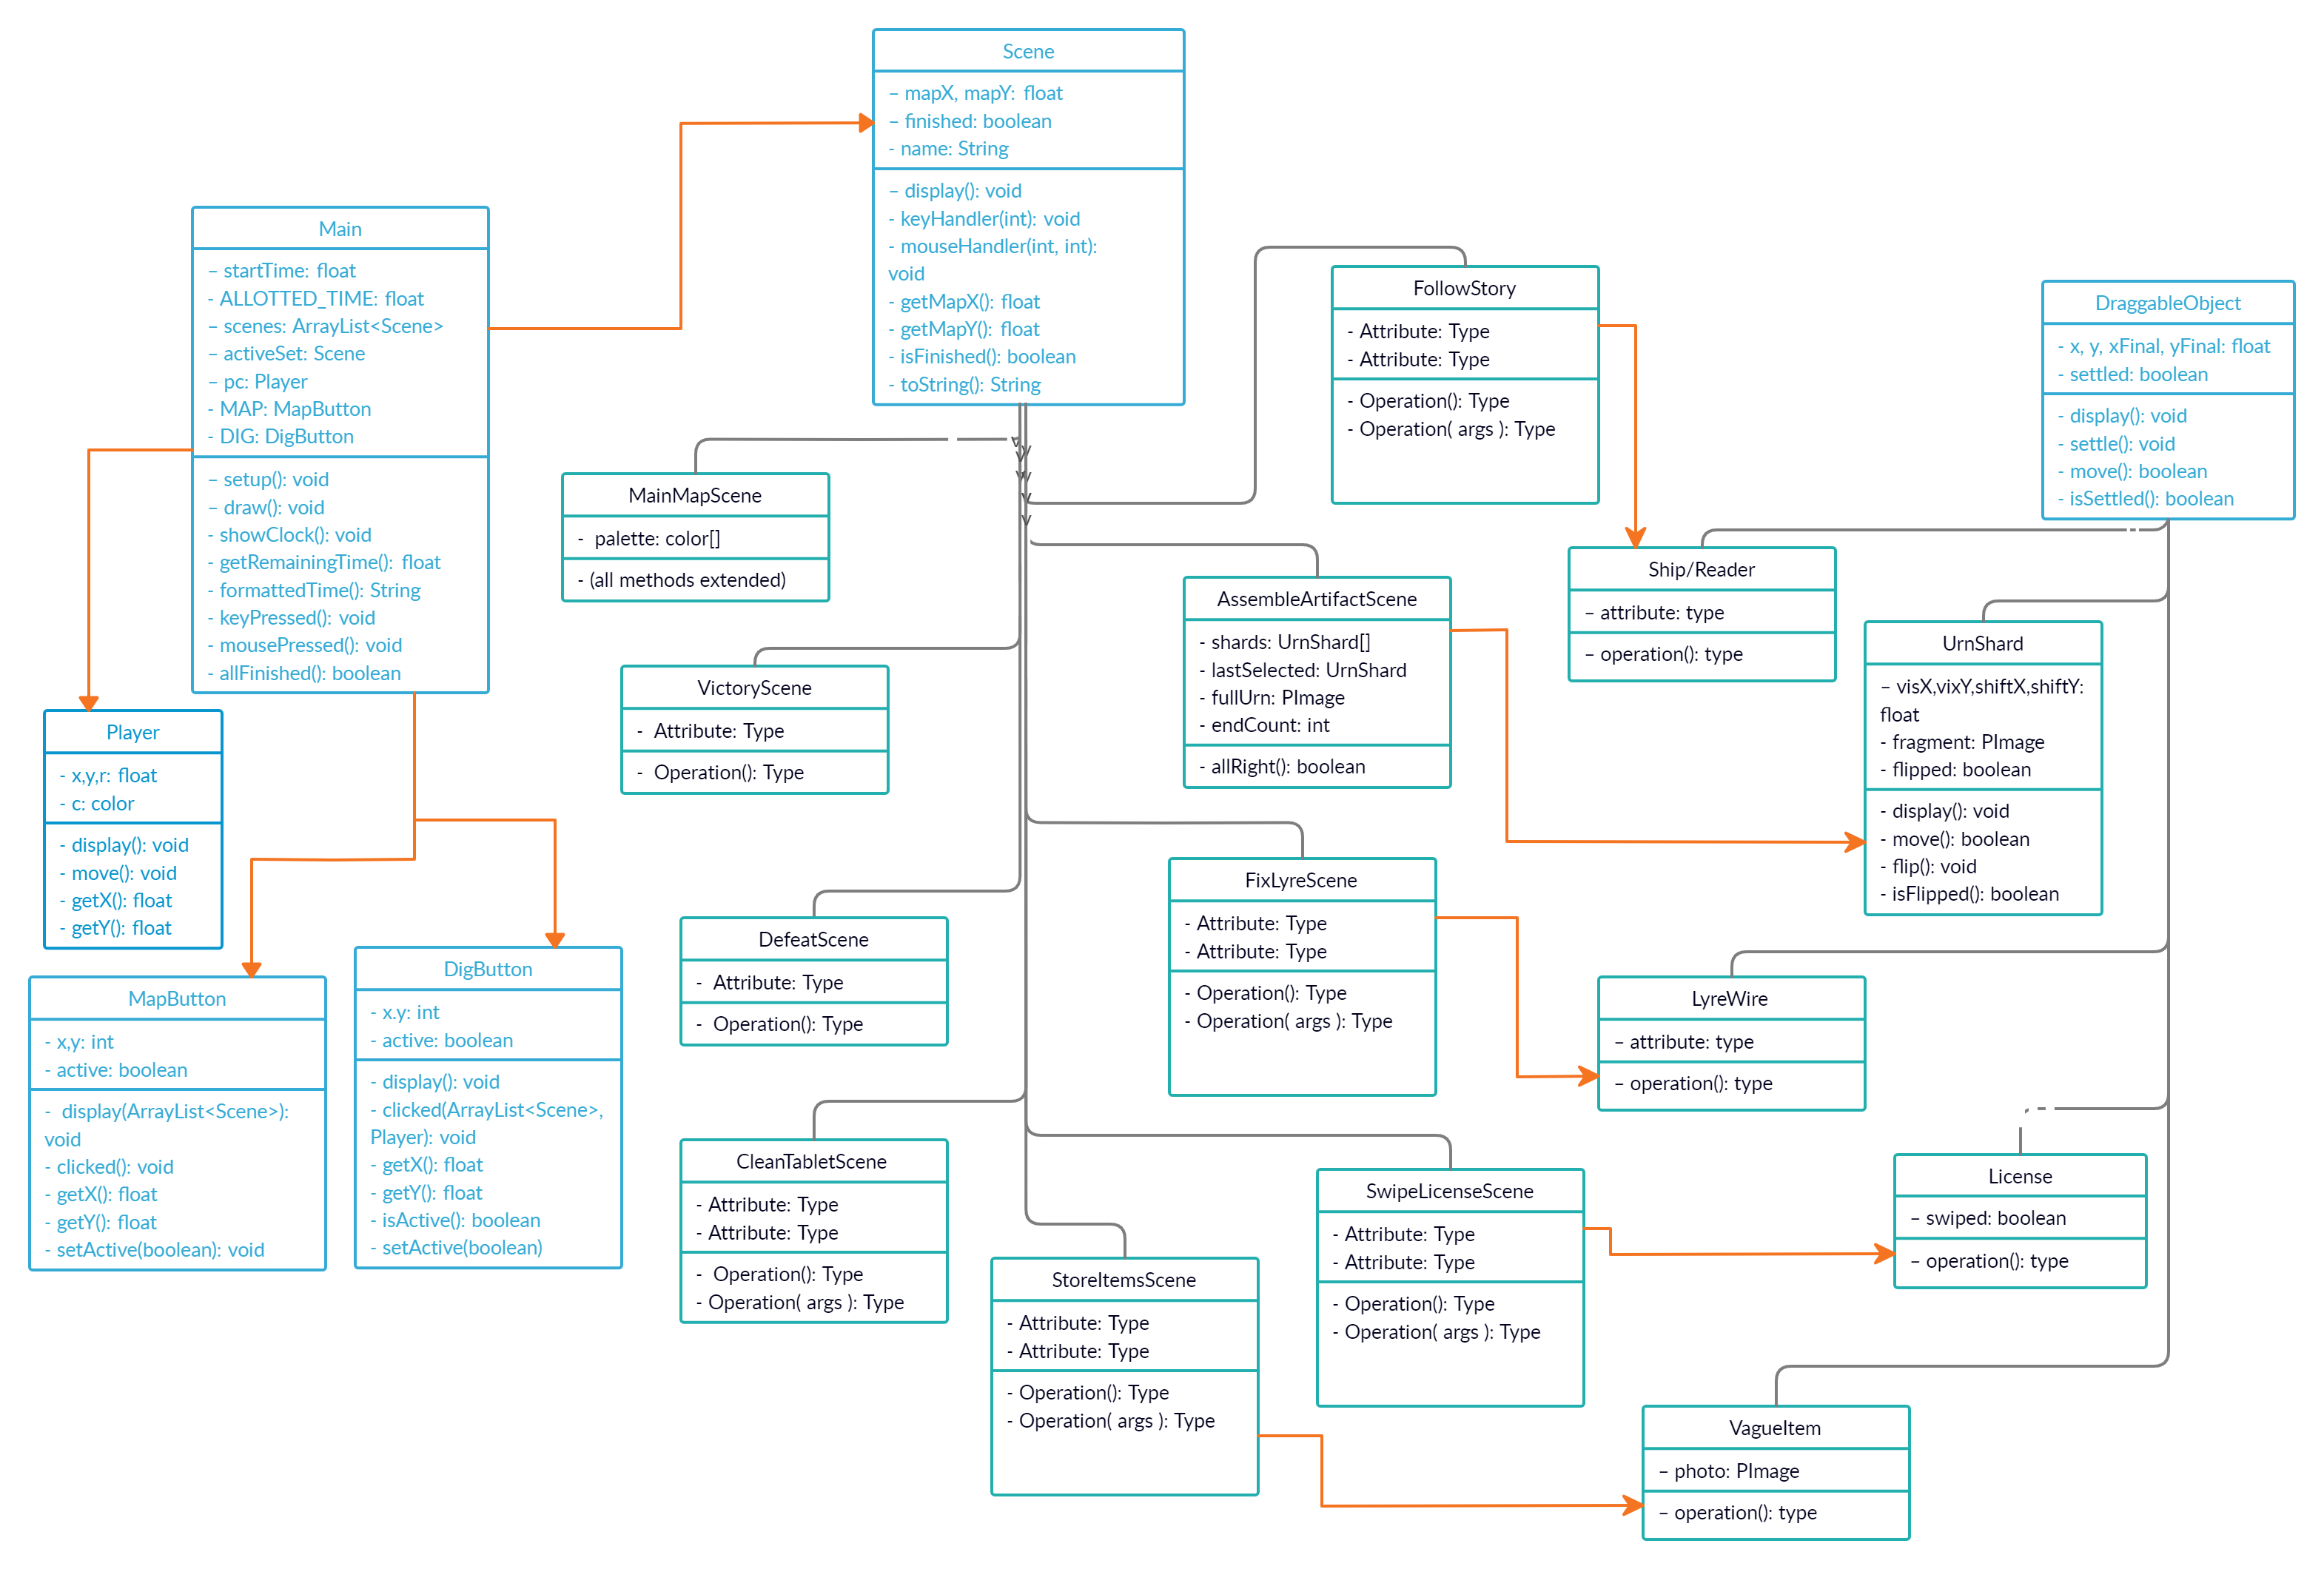 Scene
– mapX, mapY: float
– finished: boolean
- name: String
– display(): void
- keyHandler(int): void
- mouseHandler(int, int):
void
- getMapX(): float
- getMapY(): float
- isFinished(): boolean
- toString(): String
Main
– startTime: float
- ALLOTTED_TIME: float
– scenes: ArrayList<Scene>
– activeSet: Scene
– pc: Player
- MAP: MapButton
- DIG: DigButton
– setup(): void
– draw(): void
- showClock(): void
- getRemainingTime(): float
- formattedTime(): String
- keyPressed(): void
- mousePressed(): void
- allFinished(): boolean
Player
- x,y,r: float
- c: color
- display(): void
- move(): void
- getX(): float
- getY(): float
MapButton
- x,y: int
- active: boolean
- display(ArrayList<Scene>):
void
- clicked(): void
- getX(): float
- getY(): float
- setActive(boolean): void
DigButton
- x.y: int
- active: boolean
- display(): void
- clicked(ArrayList<Scene>,
Player): void
- getX(): float
- getY(): float
- isActive(): boolean
- setActive(boolean)
MainMapScene
- palette: color[]
- (all methods extended)
VictoryScene
- Attribute: Type
- Operation(): Type
DefeatScene
- Attribute: Type
- Operation(): Type
CleanTabletScene
- Attribute: Type
- Attribute: Type
- Operation(): Type
- Operation( args ): Type
StoreItemsScene
- Attribute: Type
- Attribute: Type
- Operation(): Type
- Operation( args ): Type
FollowStory
- Attribute: Type
- Attribute: Type
- Operation(): Type
- Operation( args ): Type
AssembleArtifactScene
- shards: UrnShard[]
- lastSelected: UrnShard
- fullUrn: PImage
- endCount: int
- allRight(): boolean
FixLyreScene
- Attribute: Type
- Attribute: Type
- Operation(): Type
- Operation( args ): Type
SwipeLicenseScene
- Attribute: Type
- Attribute: Type
- Operation(): Type
- Operation( args ): Type
DraggableObject
- x, y, xFinal, yFinal: float
- settled: boolean
- display(): void
- settle(): void
- move(): boolean
- isSettled(): boolean
Ship/Reader
– attribute: type
– operation(): type
UrnShard
– visX,vixY,shiftX,shiftY:
float
- fragment: PImage
- flipped: boolean
- display(): void
- move(): boolean
- flip(): void
- isFlipped(): boolean
LyreWire
– attribute: type
– operation(): type
License
– swiped: boolean
– operation(): type
VagueItem
– photo: PImage
– operation(): type